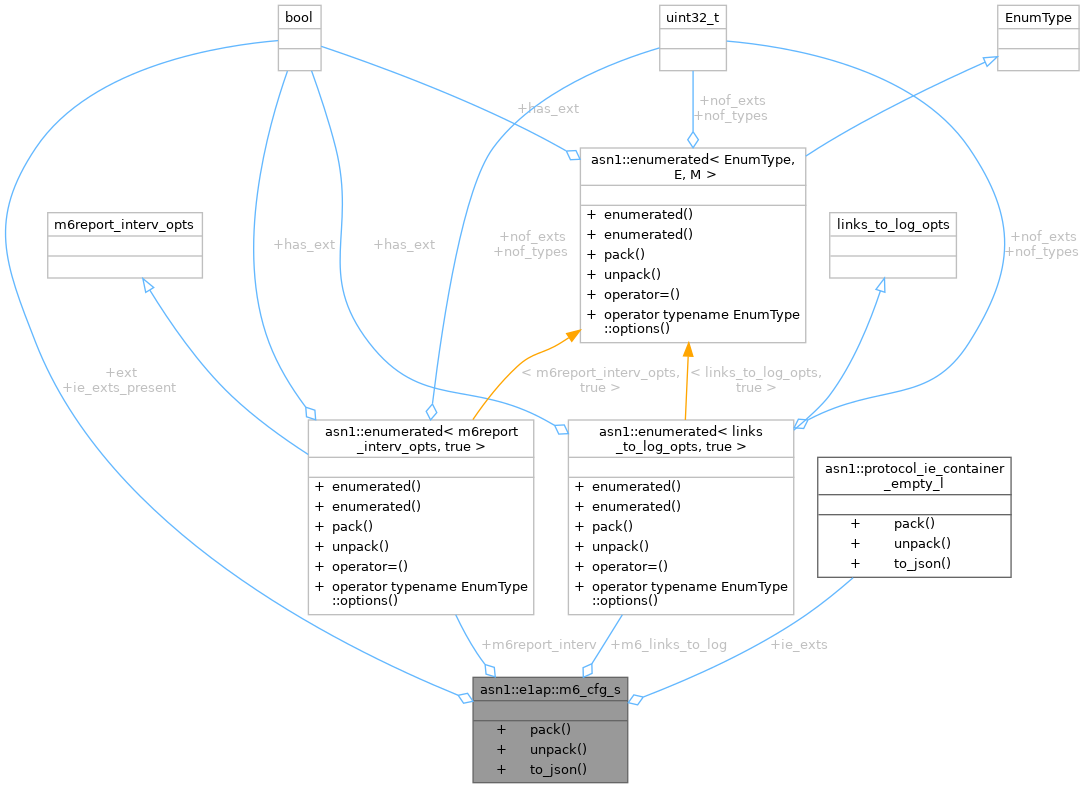 bool
uint32_t
EnumType
+has_ext
+nof_exts
+nof_types
asn1::enumerated< EnumType,
E, M >
+ enumerated()
+ enumerated()
+ pack()
+ unpack()
+ operator=()
+ operator typename EnumType
::options()
m6report_interv_opts
links_to_log_opts
+has_ext
+has_ext
+nof_exts
+nof_types
+nof_exts
+nof_types
+ext
+ie_exts_present
< m6report_interv_opts,
true >
< links_to_log_opts,
true >
asn1::enumerated< m6report
_interv_opts, true >
+ enumerated()
+ enumerated()
+ pack()
+ unpack()
+ operator=()
+ operator typename EnumType
::options()
asn1::enumerated< links
_to_log_opts, true >
+ enumerated()
+ enumerated()
+ pack()
+ unpack()
+ operator=()
+ operator typename EnumType
::options()
asn1::protocol_ie_container
_empty_l
+ pack()
+ unpack()
+ to_json()
+m6report_interv
+m6_links_to_log
+ie_exts
asn1::e1ap::m6_cfg_s
+ pack()
+ unpack()
+ to_json()